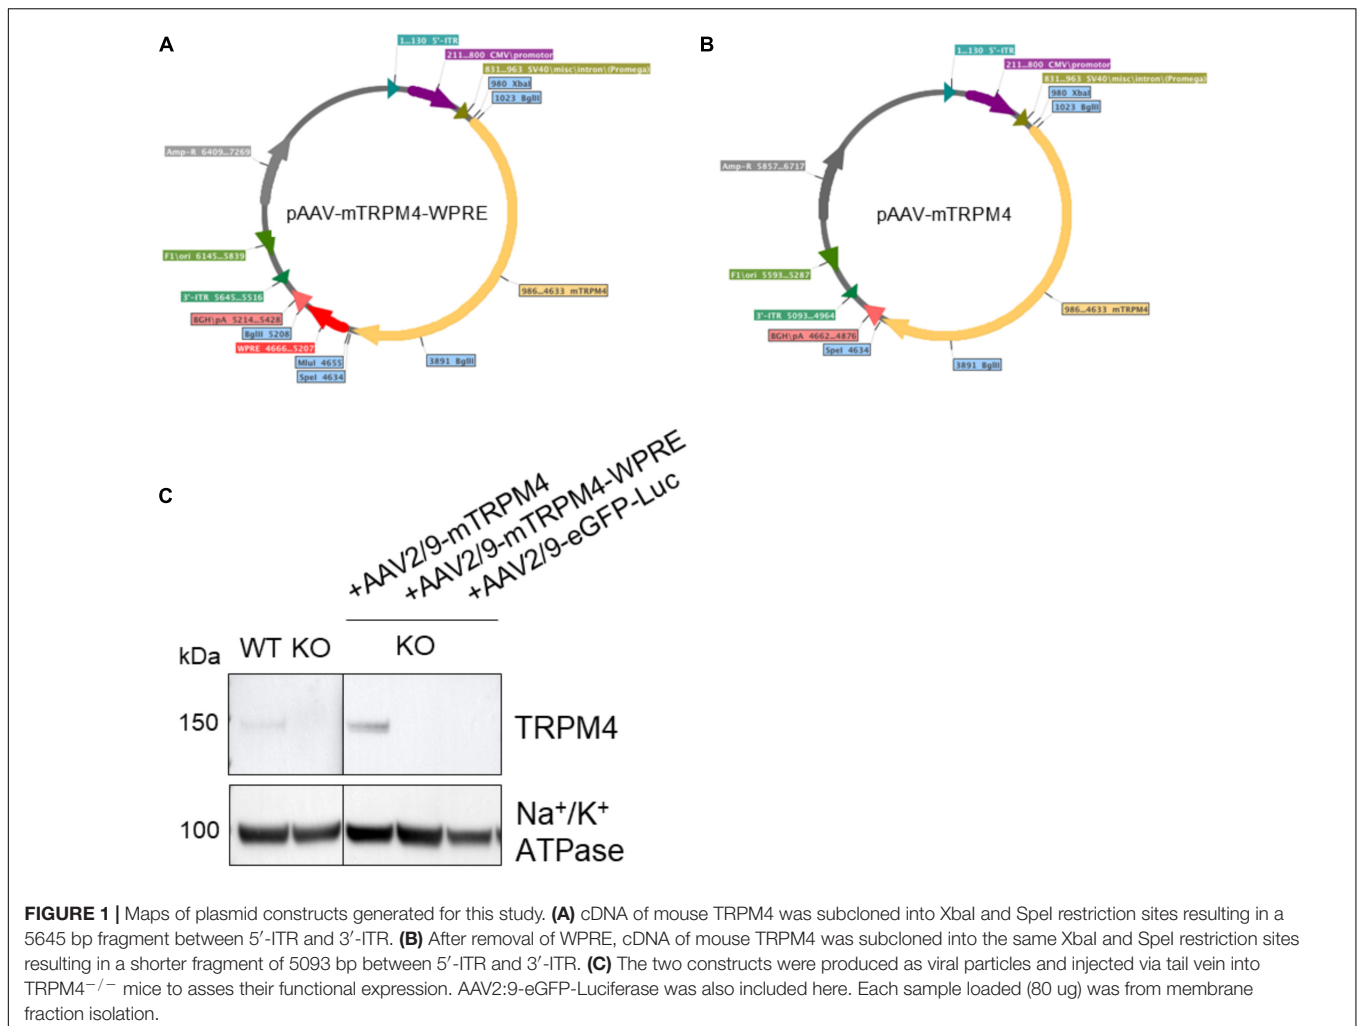 A
1...130 5'-ITR
211...800 CMV\promotor
831...963 SV40\misc\intron\(Promega)
980 XbaI
1023 BglII
Amp-R 6409...7269
pAAV-mTRPM4-WPRE
F1\ori 6145...5839
3'-ITR 5645...5516
BGH\pA 5214...5428
BglII 5208
WPRE 4666...5207
MluI 4655
SpeI 4634
986...4633 mTRPM4
3891 BglII
B
1...130 5'-ITR
211...800 CMV\promotor
831...963 SV40\misc\intron\(Promega)
980 XbaI
1023 BglII
Amp-R 5857...6717
pAAV-mTRPM4
F1\ori 5593...5287
3'-ITR 5093...4964
BGH\pA 4662...4876
SpeI 4634
986...4633 mTRPM4
3891 BglII
C
+AAV2/9-mTRPM4
+AAV2/9-mTRPM4-WPRE
+AAV2/9-eGFP-Luc
kDa WT KO KO
150 TRPM4
100 Na⁺/K⁺
ATPase
FIGURE 1 | Maps of plasmid constructs generated for this study. (A) cDNA of mouse TRPM4 was subcloned into XbaI and SpeI restriction sites resulting in a
5645 bp fragment between 5′-ITR and 3′-ITR. (B) After removal of WPRE, cDNA of mouse TRPM4 was subcloned into the same XbaI and SpeI restriction sites
resulting in a shorter fragment of 5093 bp between 5′-ITR and 3′-ITR. (C) The two constructs were produced as viral particles and injected via tail vein into
TRPM4⁻/⁻ mice to asses their functional expression. AAV2:9-eGFP-Luciferase was also included here. Each sample loaded (80 ug) was from membrane
fraction isolation.